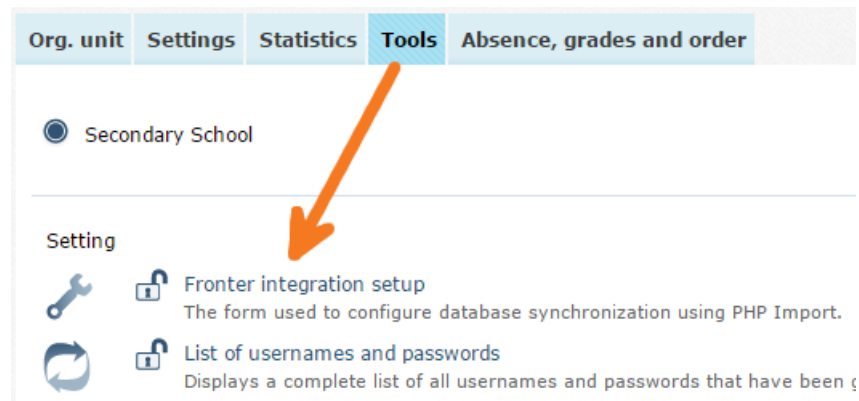 Org. unit Settings Statistics Tools Absence, grades and order
Secondary School
Setting
Fronter integration setup
The form used to configure database synchronization using PHP Import.
List of usernames and passwords
Displays a complete list of all usernames and passwords that have been